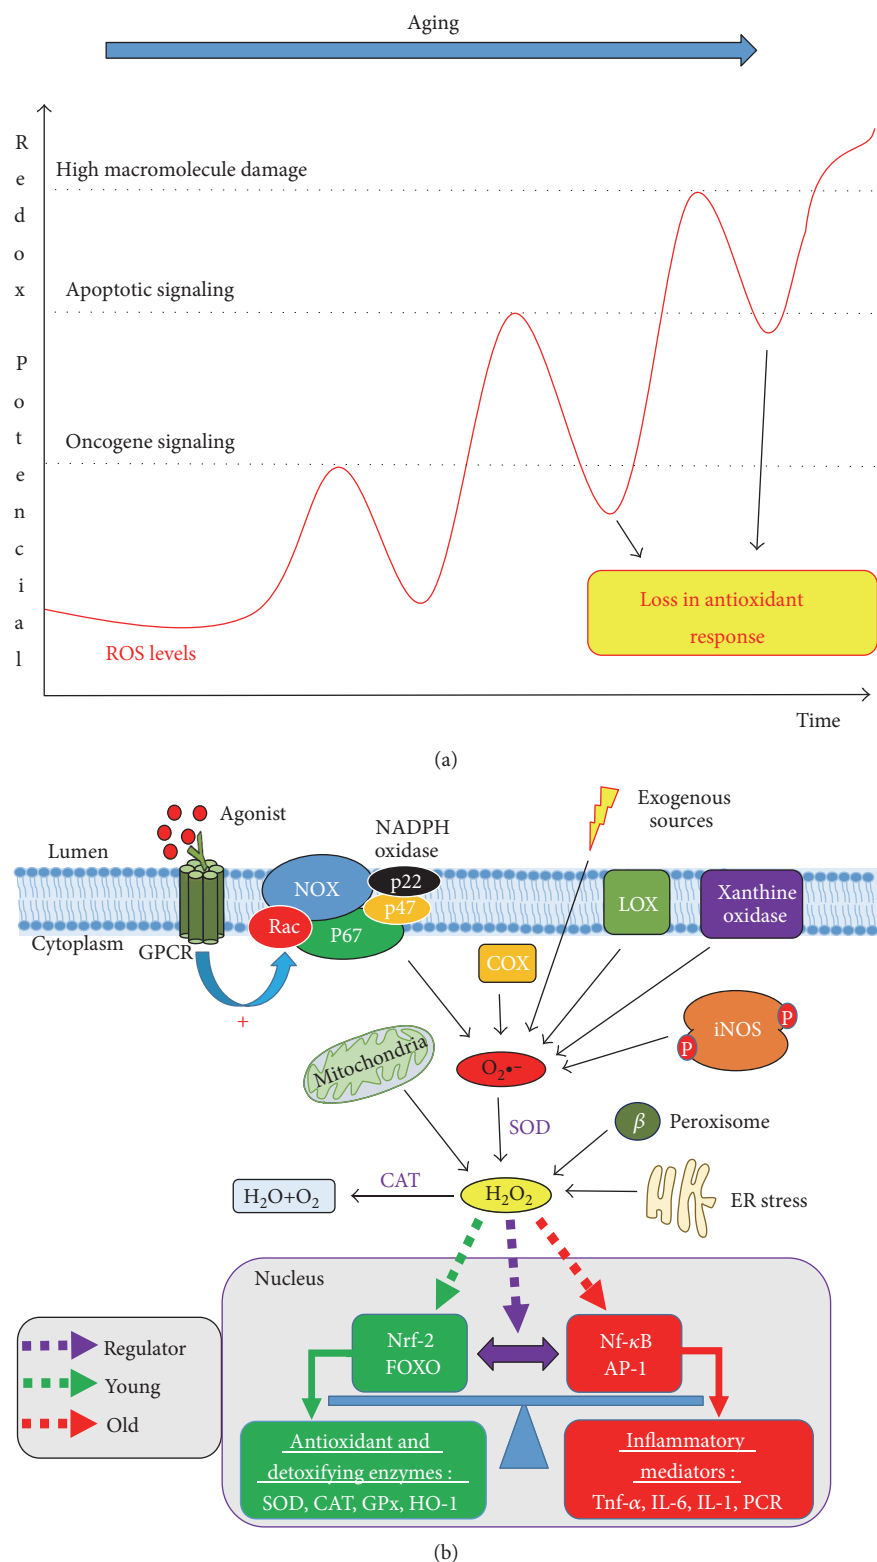 Aging
Redox Potencial
High macromolecule damage
Apoptotic signaling
Oncogene signaling
ROS levels
Loss in antioxidant
response
Time
(a)
Agonist
Exogenous
sources
NADPH
oxidase
Lumen
NOX
p22
p47
LOX
Xanthine
oxidase
Rac
P67
Cytoplasm
GPCR
COX
+
iNOS
P
P
Mitochondria
O₂•−
SOD
β
Peroxisome
CAT
H₂O+O₂
H₂O₂
ER stress
Nucleus
Regulator
Young
Old
Nrf-2
FOXO
Nf-κB
AP-1
Antioxidant and
detoxifying enzymes :
SOD, CAT, GPx, HO-1
Inflammatory
mediators :
Tnf-α, IL-6, IL-1, PCR
(b)